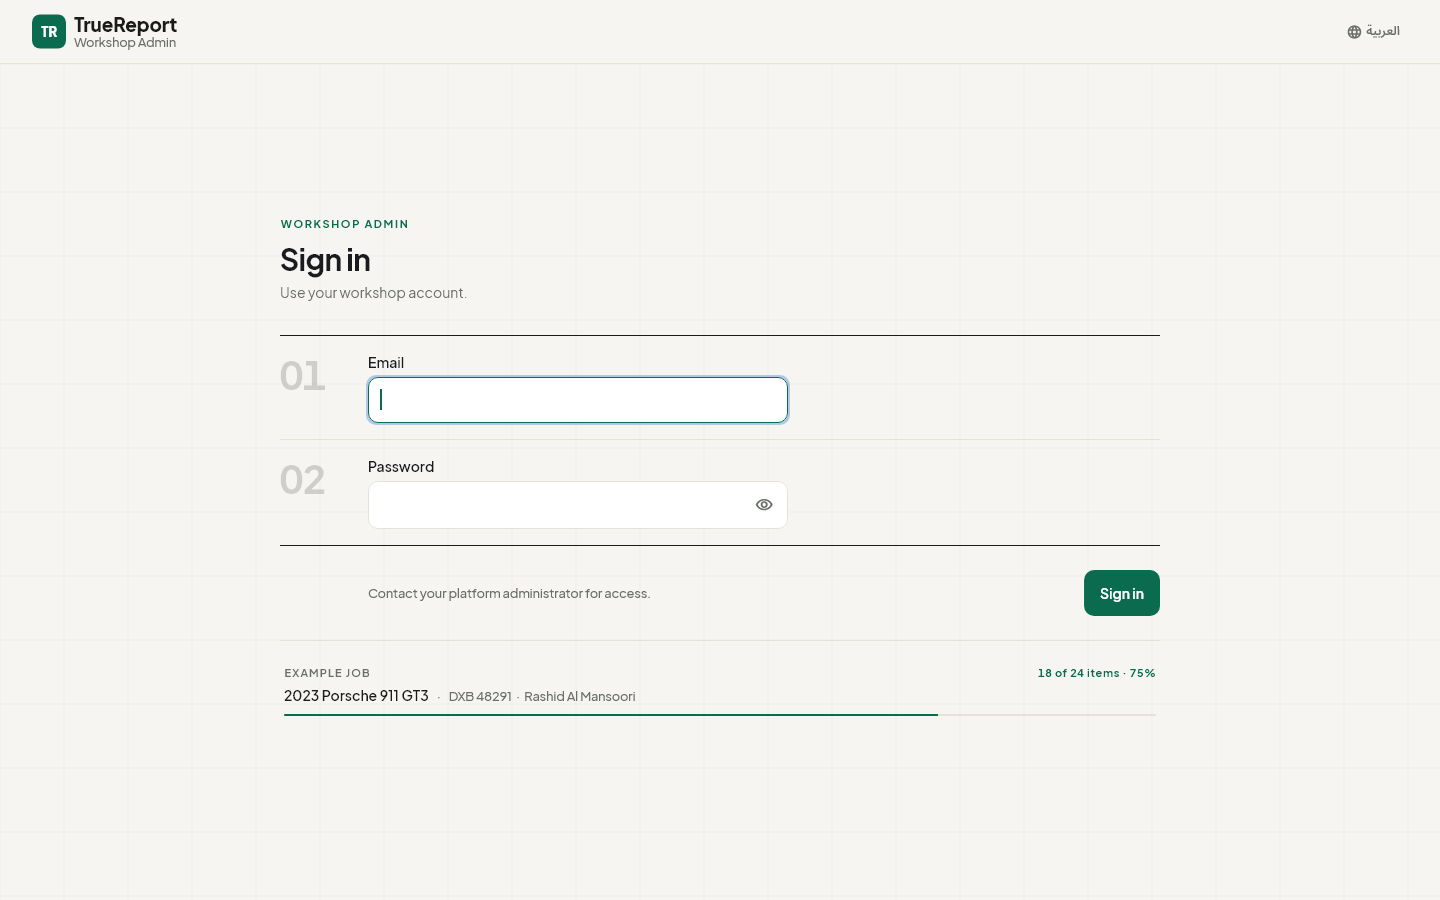 TR
TrueReport
Workshop Admin
العربية
WORKSHOP ADMIN
Sign in
Use your workshop account.
01
Email
02
Password
Contact your platform administrator for access.
Sign in
EXAMPLE JOB
18 of 24 items · 75%
2023 Porsche 911 GT3 · DXB 48291 · Rashid Al Mansoori